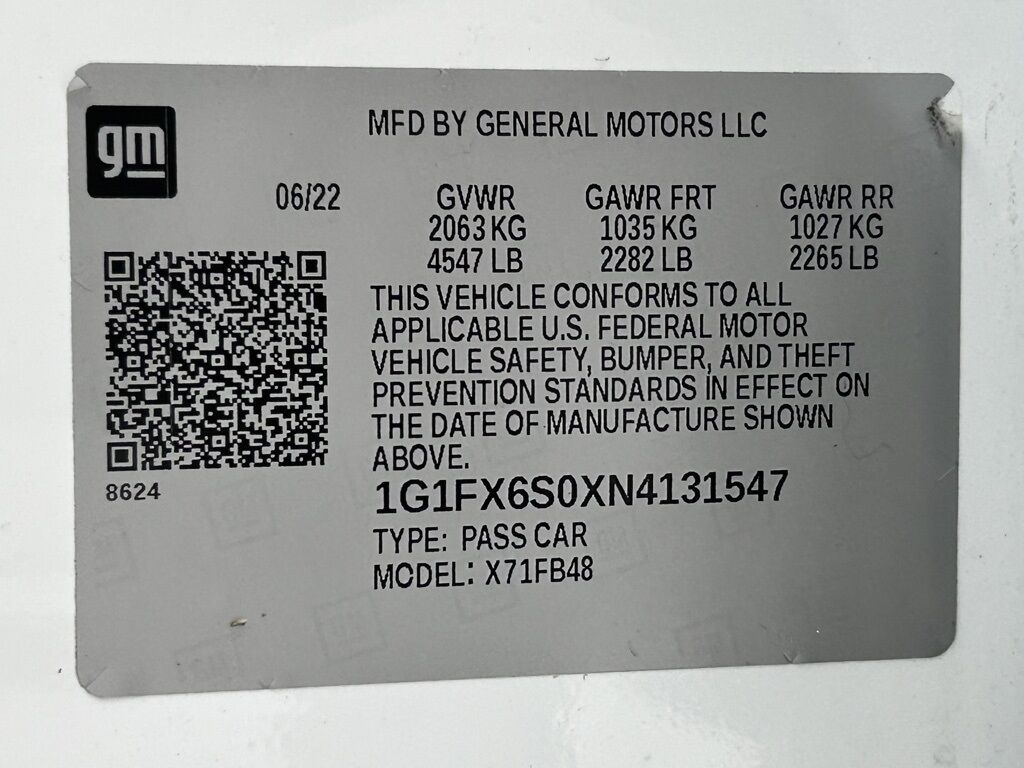 gm
MFD BY GENERAL MOTORS LLC
06/22 GVWR GAWR FRT GAWR RR
2063 KG 1035 KG 1027 KG
4547 LB 2282 LB 2265 LB
THIS VEHICLE CONFORMS TO ALL
APPLICABLE U.S. FEDERAL MOTOR
VEHICLE SAFETY, BUMPER, AND THEFT
PREVENTION STANDARDS IN EFFECT ON
THE DATE OF MANUFACTURE SHOWN
ABOVE.
8624
1G1FX6S0XN4131547
TYPE: PASS CAR
MODEL: X71FB48